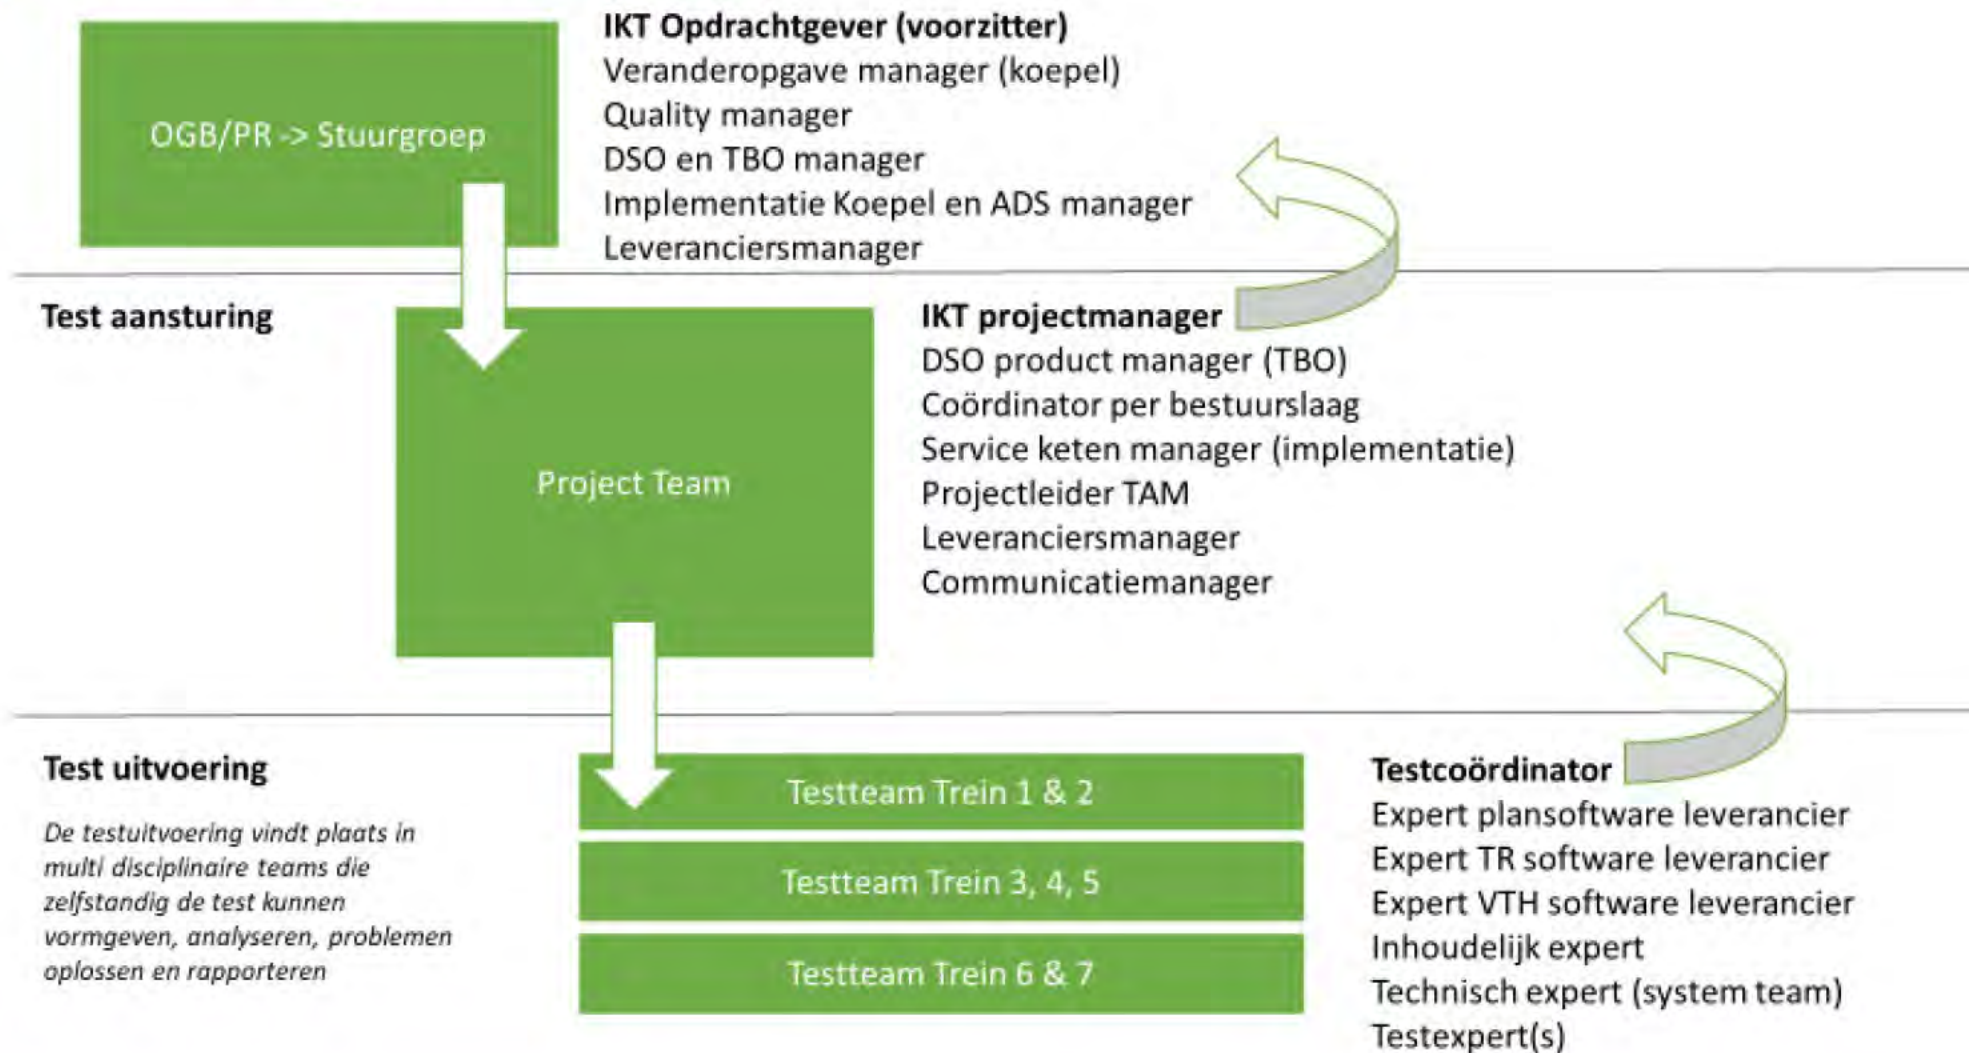 OGB/PR -> Stuurgroep
IKT Opdrachtgever (voorzitter)
Veranderopgave manager (koepel)
Quality manager
DSO en TBO manager
Implementatie Koepel en ADS manager
Leveranciersmanager
Test aansturing
Project Team
IKT projectmanager
DSO product manager (TBO)
Coördinator per bestuurslaag
Service keten manager (implementatie)
Projectleider TAM
Leveranciersmanager
Communicatiemanager
Test uitvoering
De testuitvoering vindt plaats in
multi disciplinaire teams die
zelfstandig de test kunnen
vormgeven, analyseren, problemen
oplossen en rapporteren
Testteam Trein 1 & 2
Testteam Trein 3, 4, 5
Testteam Trein 6 & 7
Testcoördinator
Expert plansoftware leverancier
Expert TR software leverancier
Expert VTH software leverancier
Inhoudelijk expert
Technisch expert (system team)
Testexpert(s)